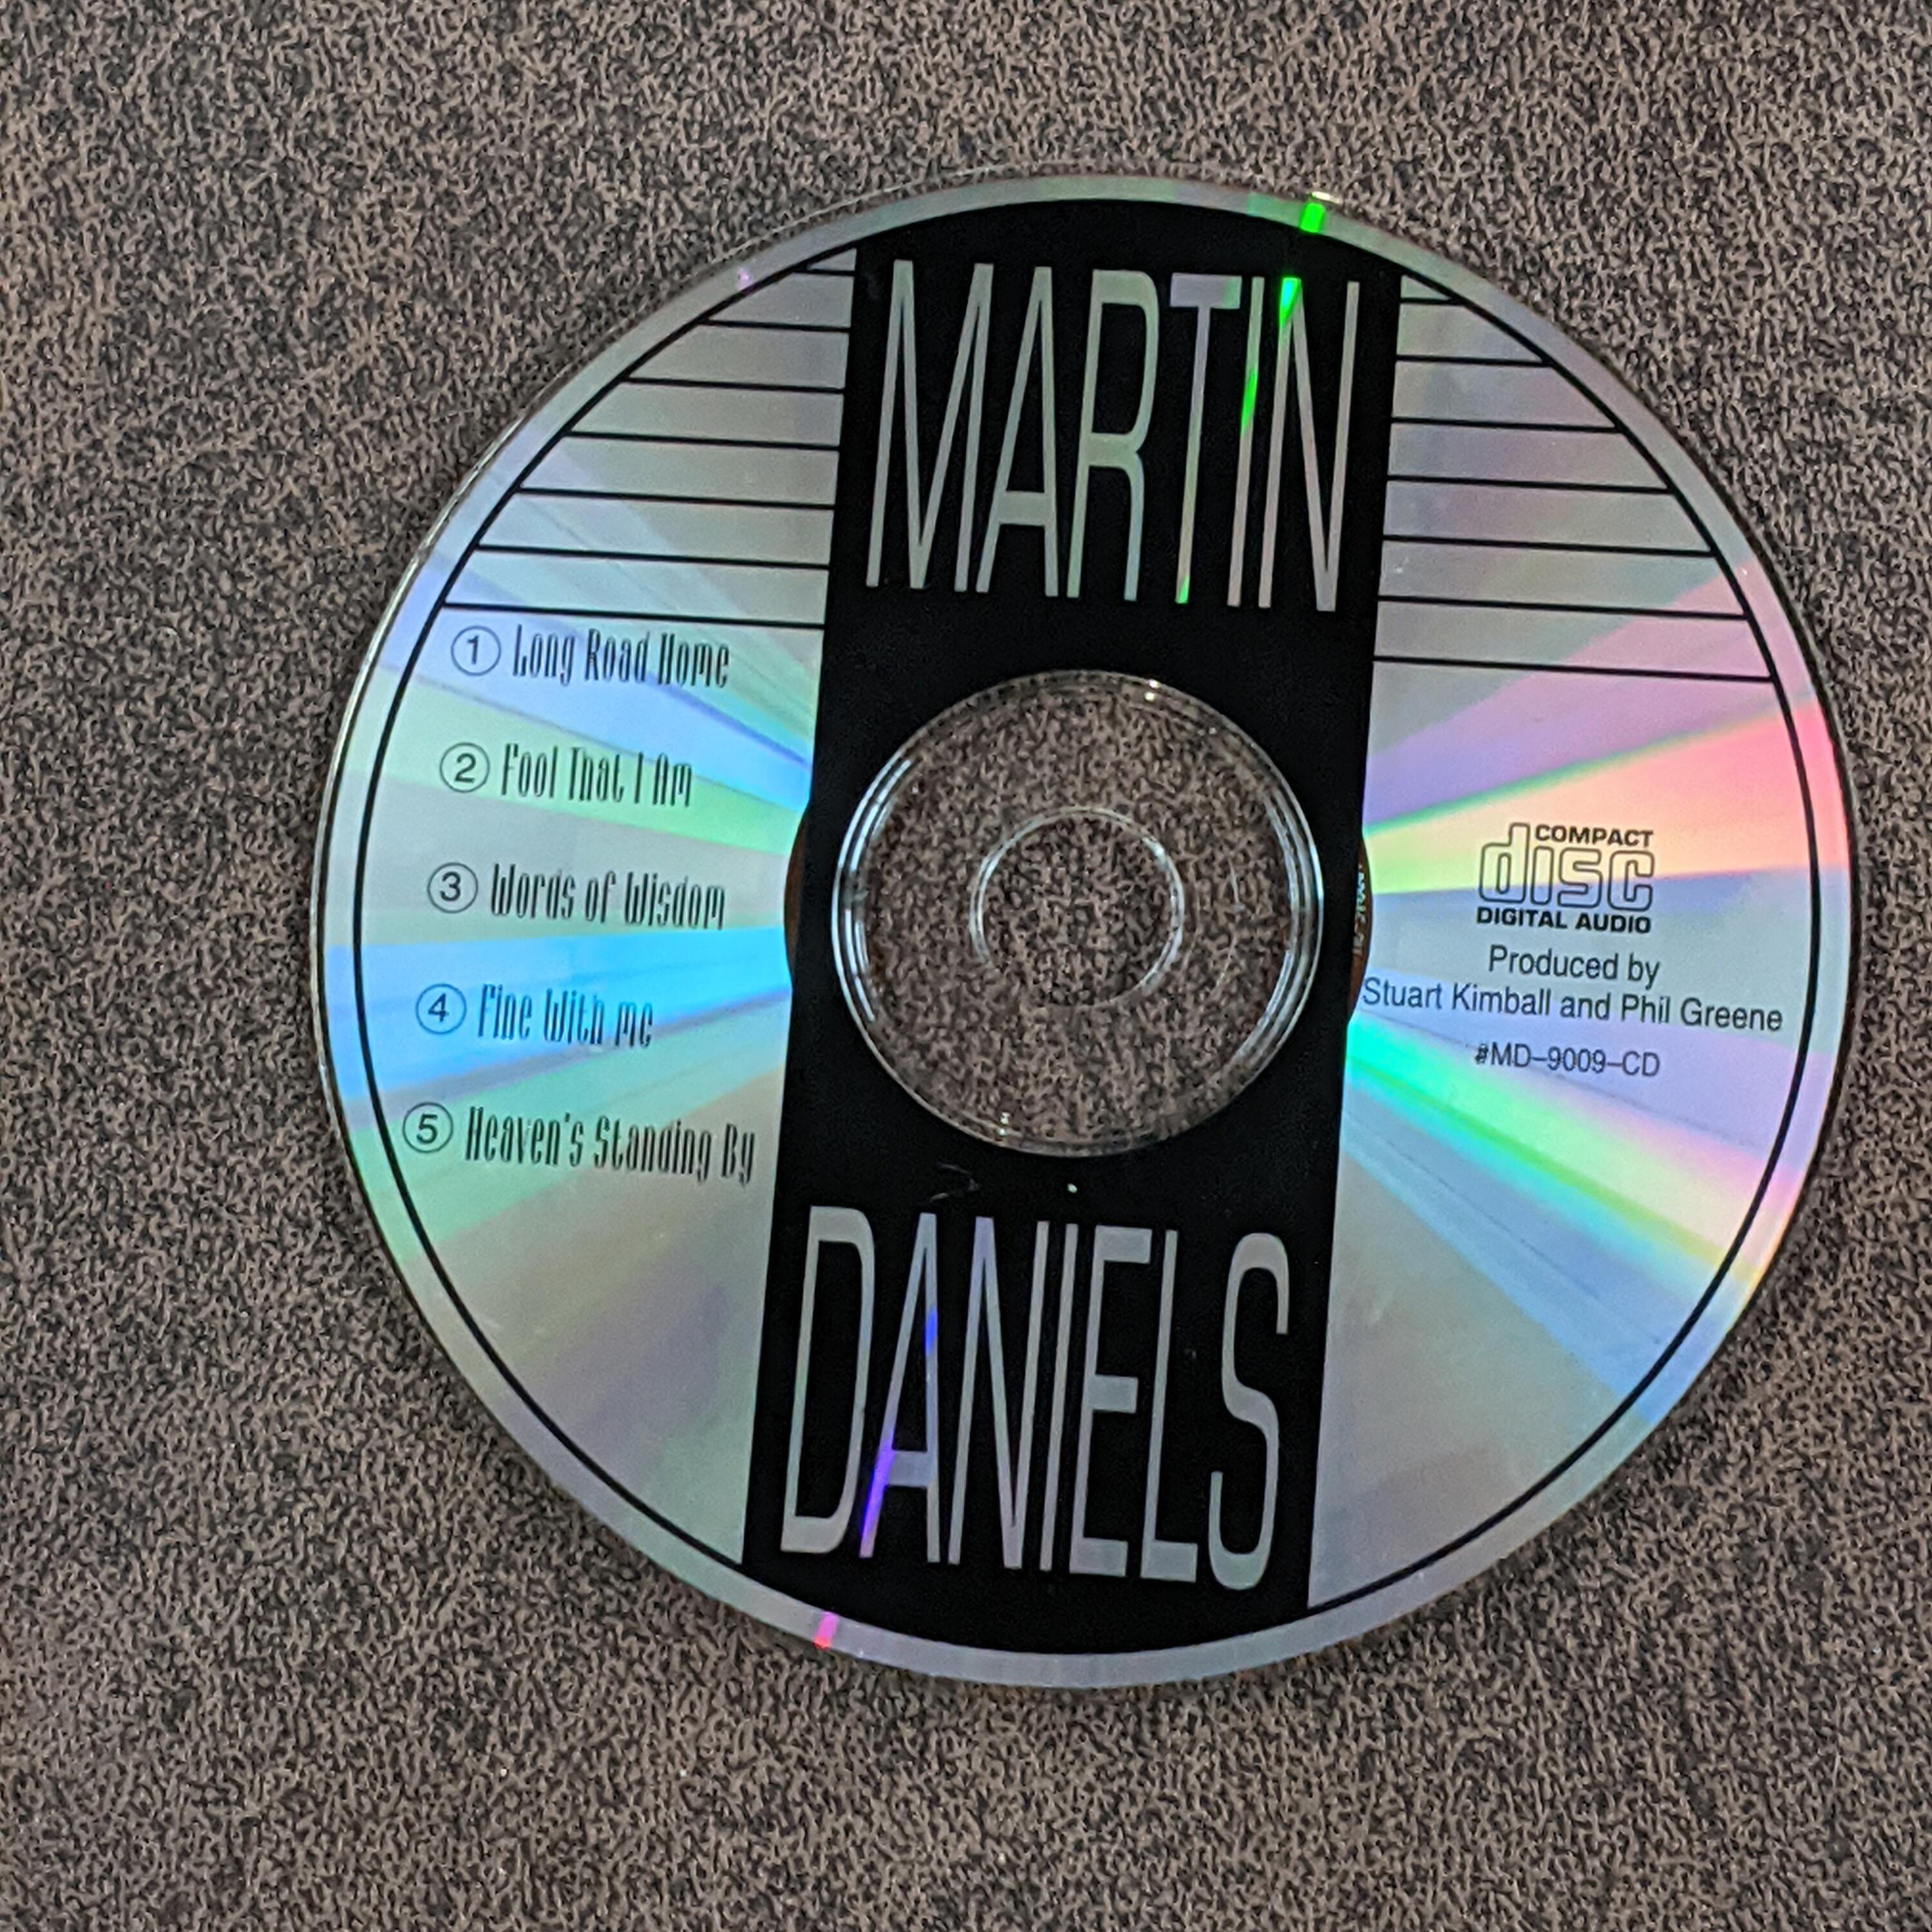 MARTIN
① Long Road Home
② Fool That I Am
③ Words of Wisdom
④ Fine With me
⑤ Heaven's Standing By
COMPACT
disc
DIGITAL AUDIO
Produced by
Stuart Kimball and Phil Greene
#MD–9009–CD
DANIELS